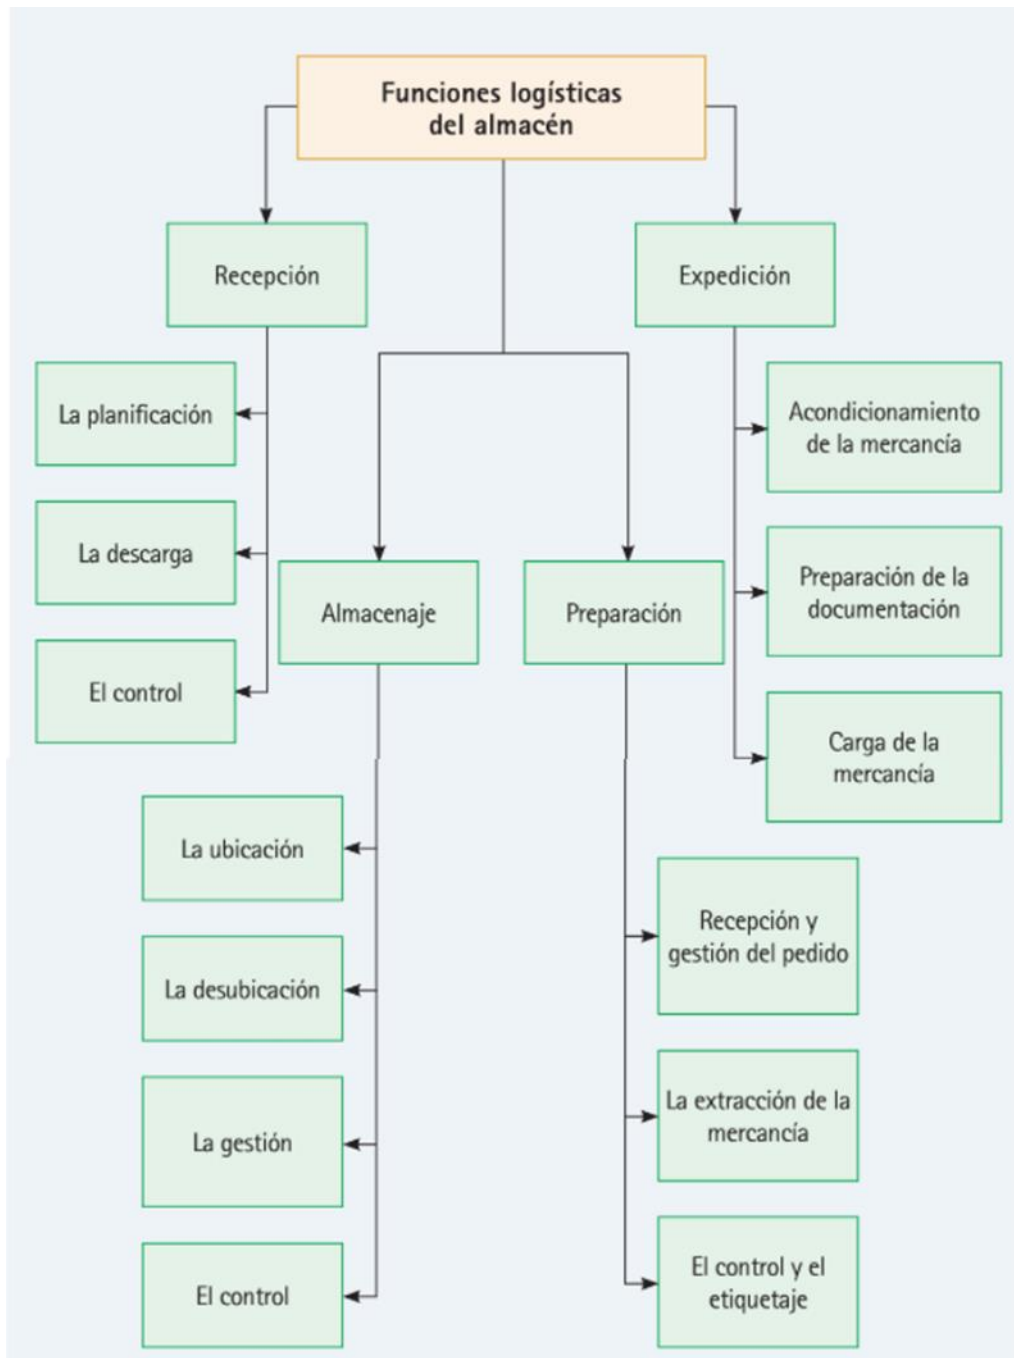 Funciones logísticas
del almacén
Recepción
Expedición
La planificación
Acondicionamiento
de la mercancía
La descarga
Preparación de la
documentación
Almacenaje
Preparación
El control
Carga de la
mercancía
La ubicación
Recepción y
gestión del pedido
La desubicación
La extracción de la
mercancía
La gestión
El control y el
etiquetaje
El control